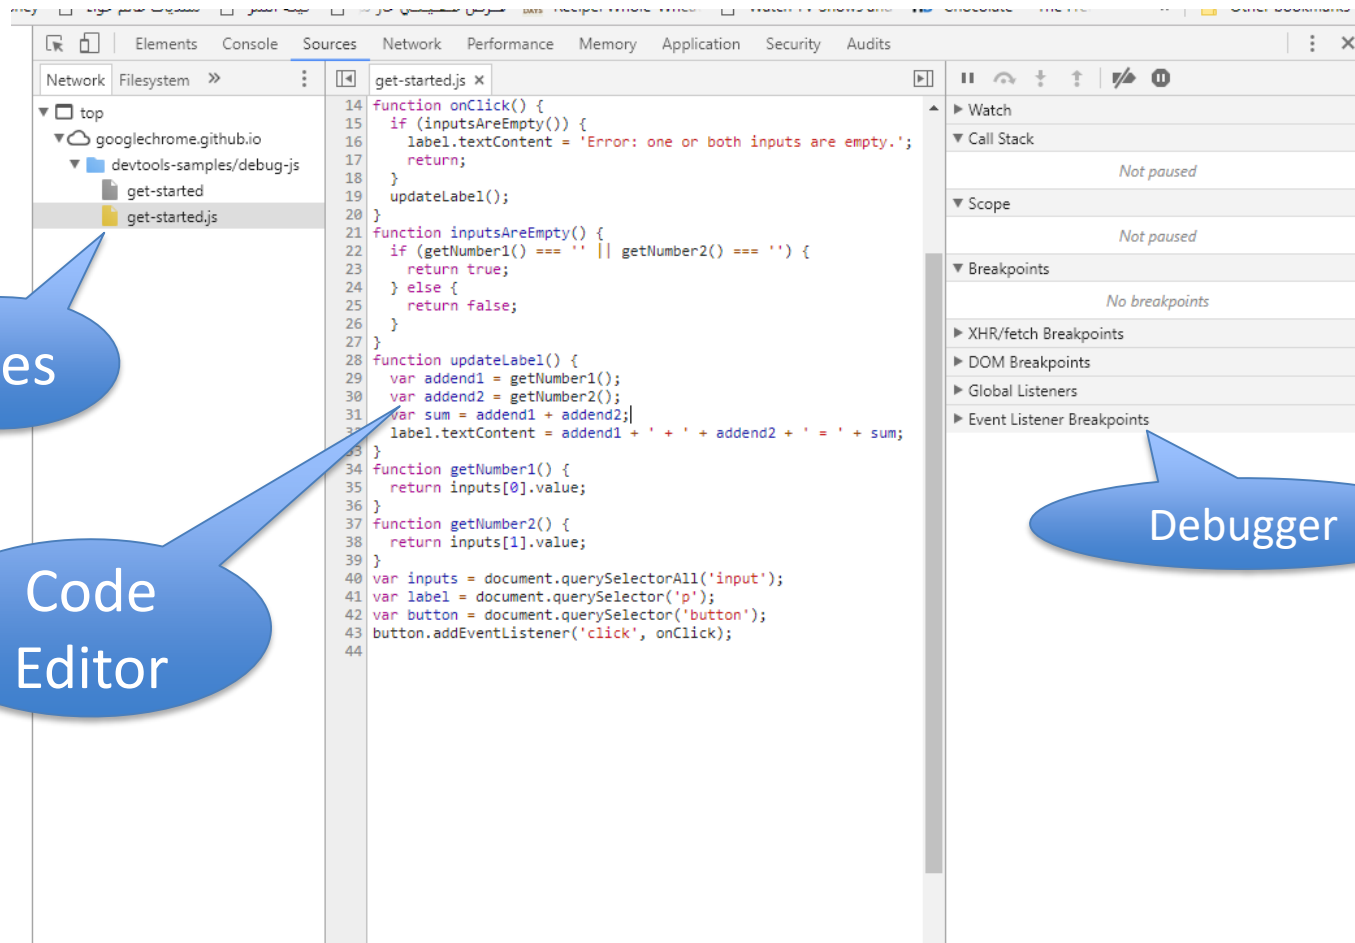 Elements Console Sources Network Performance Memory Application Security Audits
Network Filesystem
get-started.js
top
googlechrome.github.io
devtools-samples/debug-js
get-started
get-started.js
14 function onClick() {
15   if (inputsAreEmpty()) {
16     label.textContent = 'Error: one or both inputs are empty.';
17     return;
18   }
19   updateLabel();
20 }
21 function inputsAreEmpty() {
22   if (getNumber1() === '' || getNumber2() === '') {
23     return true;
24   } else {
25     return false;
26   }
27 }
28 function updateLabel() {
29   var addend1 = getNumber1();
30   var addend2 = getNumber2();
31   var sum = addend1 + addend2;
32   label.textContent = addend1 + ' + ' + addend2 + ' = ' + sum;
33 }
34 function getNumber1() {
35   return inputs[0].value;
36 }
37 function getNumber2() {
38   return inputs[1].value;
39 }
40 var inputs = document.querySelectorAll('input');
41 var label = document.querySelector('p');
42 var button = document.querySelector('button');
43 button.addEventListener('click', onClick);
44
Watch
Call Stack
Not paused
Scope
Not paused
Breakpoints
No breakpoints
XHR/fetch Breakpoints
DOM Breakpoints
Global Listeners
Event Listener Breakpoints
es
Code
Editor
Debugger